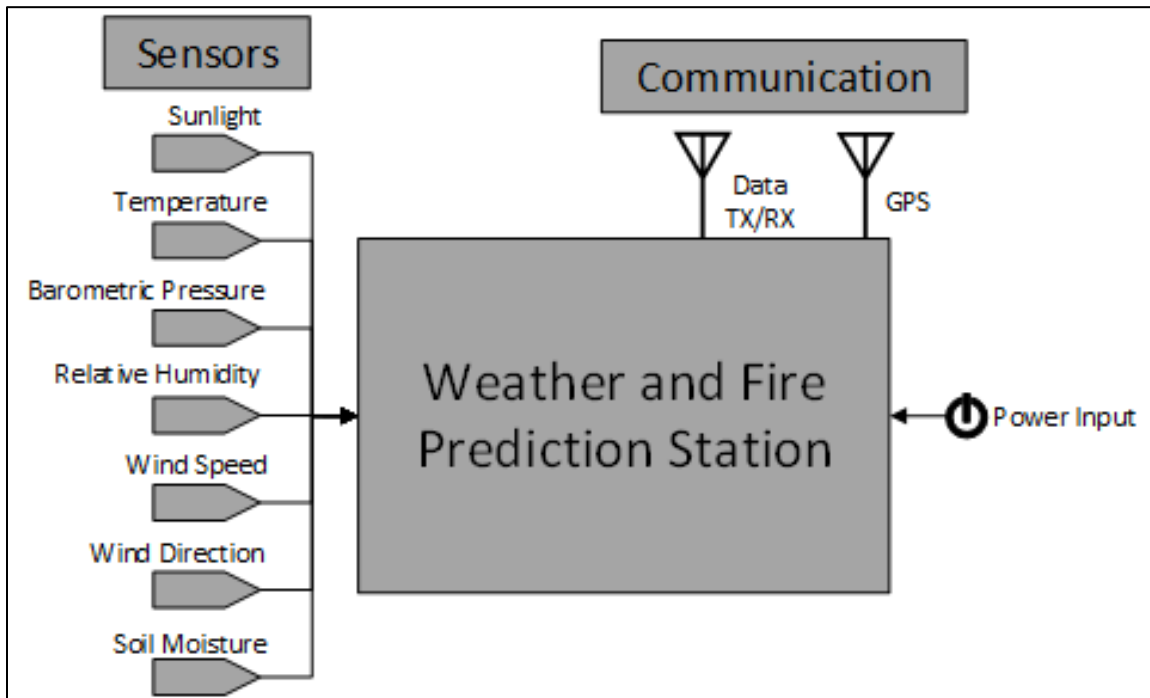 Sensors
Sunlight
Temperature
Barometric Pressure
Relative Humidity
Wind Speed
Wind Direction
Soil Moisture
Communication
Data
TX/RX
GPS
Weather and Fire
Prediction Station
Power Input